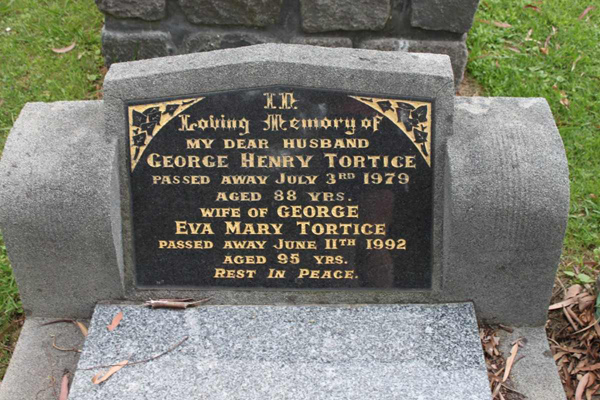 In
Loving Memory of
MY DEAR HUSBAND
GEORGE HENRY TORTICE
PASSED AWAY JULY 3RD 1979
AGED 88 YRS.
WIFE OF GEORGE
EVA MARY TORTICE
PASSED AWAY JUNE 11TH 1992
AGED 95 YRS.
REST IN PEACE.